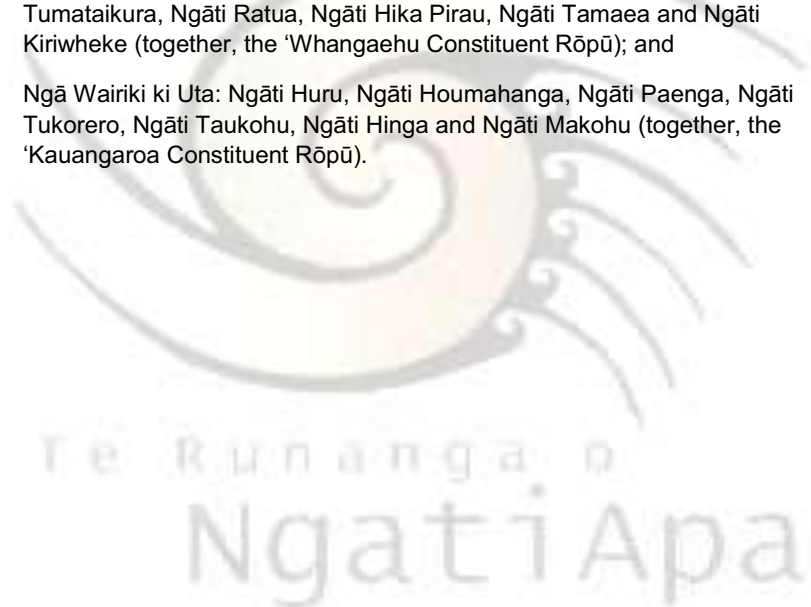 Tumataikura, Ngāti Ratua, Ngāti Hika Pirau, Ngāti Tamaea and Ngāti
Kiriwheke (together, the ‘Whangaehu Constituent Rōpū); and
Ngā Wairiki ki Uta: Ngāti Huru, Ngāti Houmahanga, Ngāti Paenga, Ngāti
Tukorero, Ngāti Taukohu, Ngāti Hinga and Ngāti Makohu (together, the
‘Kauangaroa Constituent Rōpū).
Te Runanga o
NgatiApa